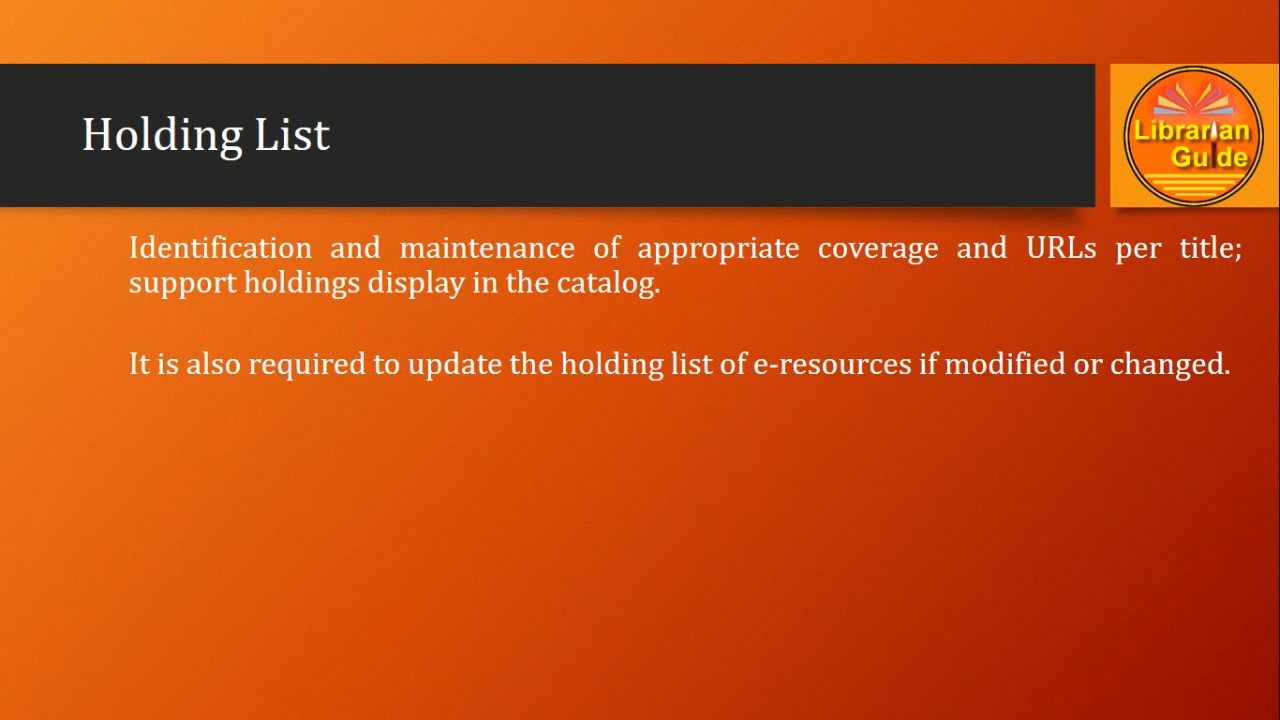 Holding List
Librarian
Guide
Identification and maintenance of appropriate coverage and URLs per title;
support holdings display in the catalog.
It is also required to update the holding list of e-resources if modified or changed.